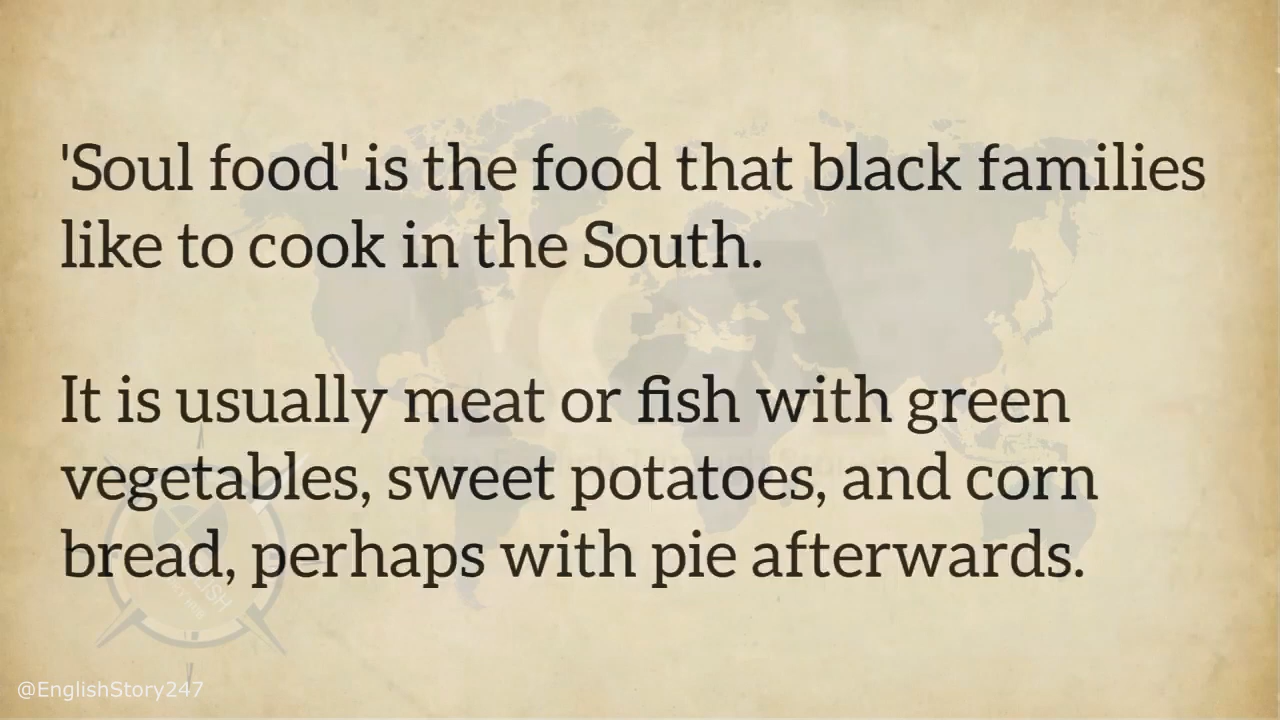 'Soul food' is the food that black families
like to cook in the South.
It is usually meat or fish with green
vegetables, sweet potatoes, and corn
bread, perhaps with pie afterwards.
@EnglishStory247